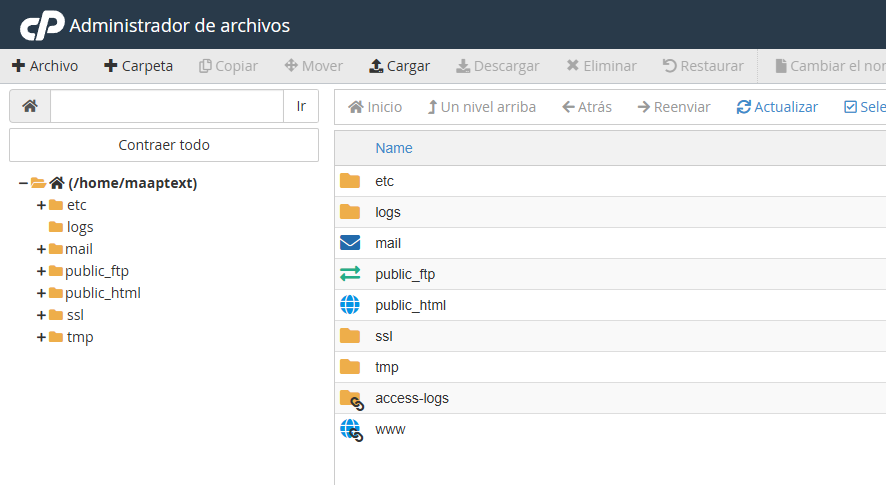 cP Administrador de archivos
Archivo Carpeta Copiar Mover Cargar Descargar Eliminar Restaurar Cambiar el nom
Ir
Contraer todo
(/home/maaptext)
etc
logs
mail
public_ftp
public_html
ssl
tmp
Inicio Un nivel arriba Atrás Reenviar Actualizar Sele
Name
etc
logs
mail
public_ftp
public_html
ssl
tmp
access-logs
www